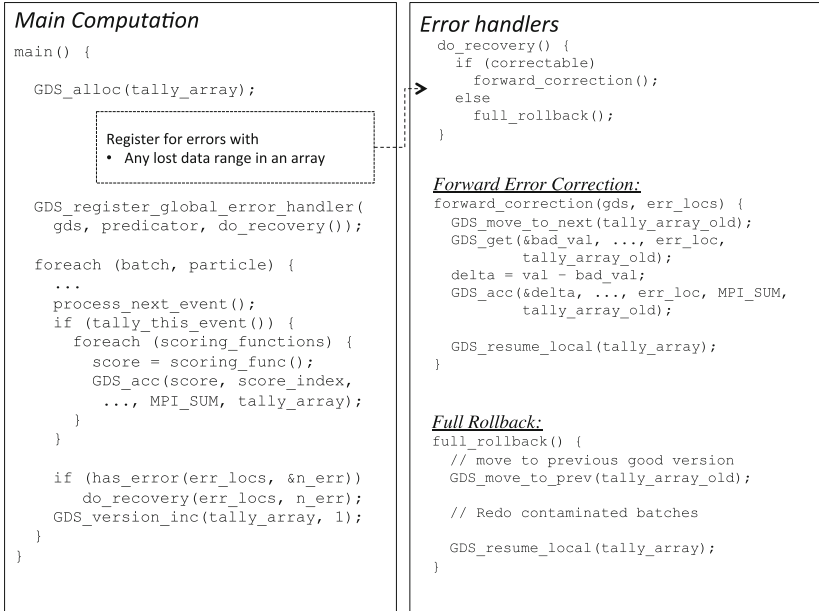 Main Computation
main() {
GDS_alloc(tally_array);
Register for errors with
• Any lost data range in an array
GDS_register_global_error_handler(
gds, predicator, do_recovery());
foreach (batch, particle) {
...
process_next_event();
if (tally_this_event()) {
foreach (scoring_functions) {
score = scoring_func();
GDS_acc(score, score_index,
..., MPI_SUM, tally_array);
}
}
if (has_error(err_locs, &n_err))
do_recovery(err_locs, n_err);
GDS_version_inc(tally_array, 1);
}
}
Error handlers
do_recovery() {
if (correctable)
forward_correction();
else
full_rollback();
}
Forward Error Correction:
forward_correction(gds, err_locs) {
GDS_move_to_next(tally_array_old);
GDS_get(&bad_val, ..., err_loc,
tally_array_old);
delta = val – bad_val;
GDS_acc(&delta, ..., err_loc, MPI_SUM,
tally_array_old);
GDS_resume_local(tally_array);
}
Full Rollback:
full_rollback() {
// move to previous good version
GDS_move_to_prev(tally_array_old);
// Redo contaminated batches
GDS_resume_local(tally_array);
}